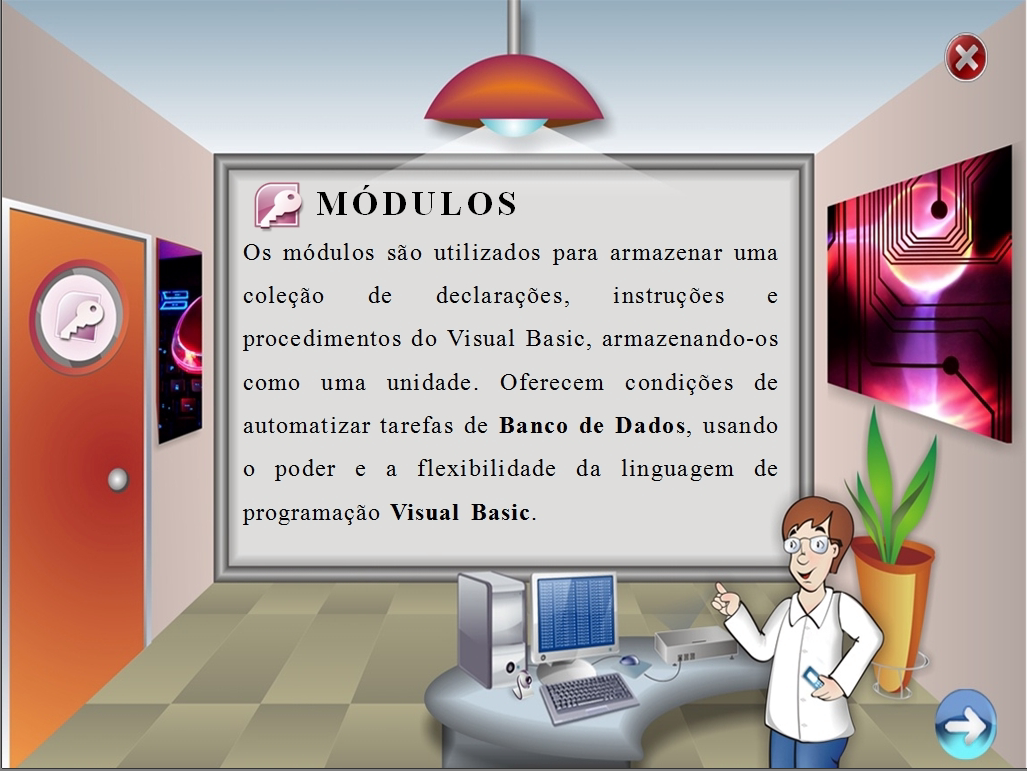 MÓDULOS
Os módulos são utilizados para armazenar uma
coleção de declarações, instruções e
procedimentos do Visual Basic, armazenando-os
como uma unidade. Oferecem condições de
automatizar tarefas de Banco de Dados, usando
o poder e a flexibilidade da linguagem de
programação Visual Basic.